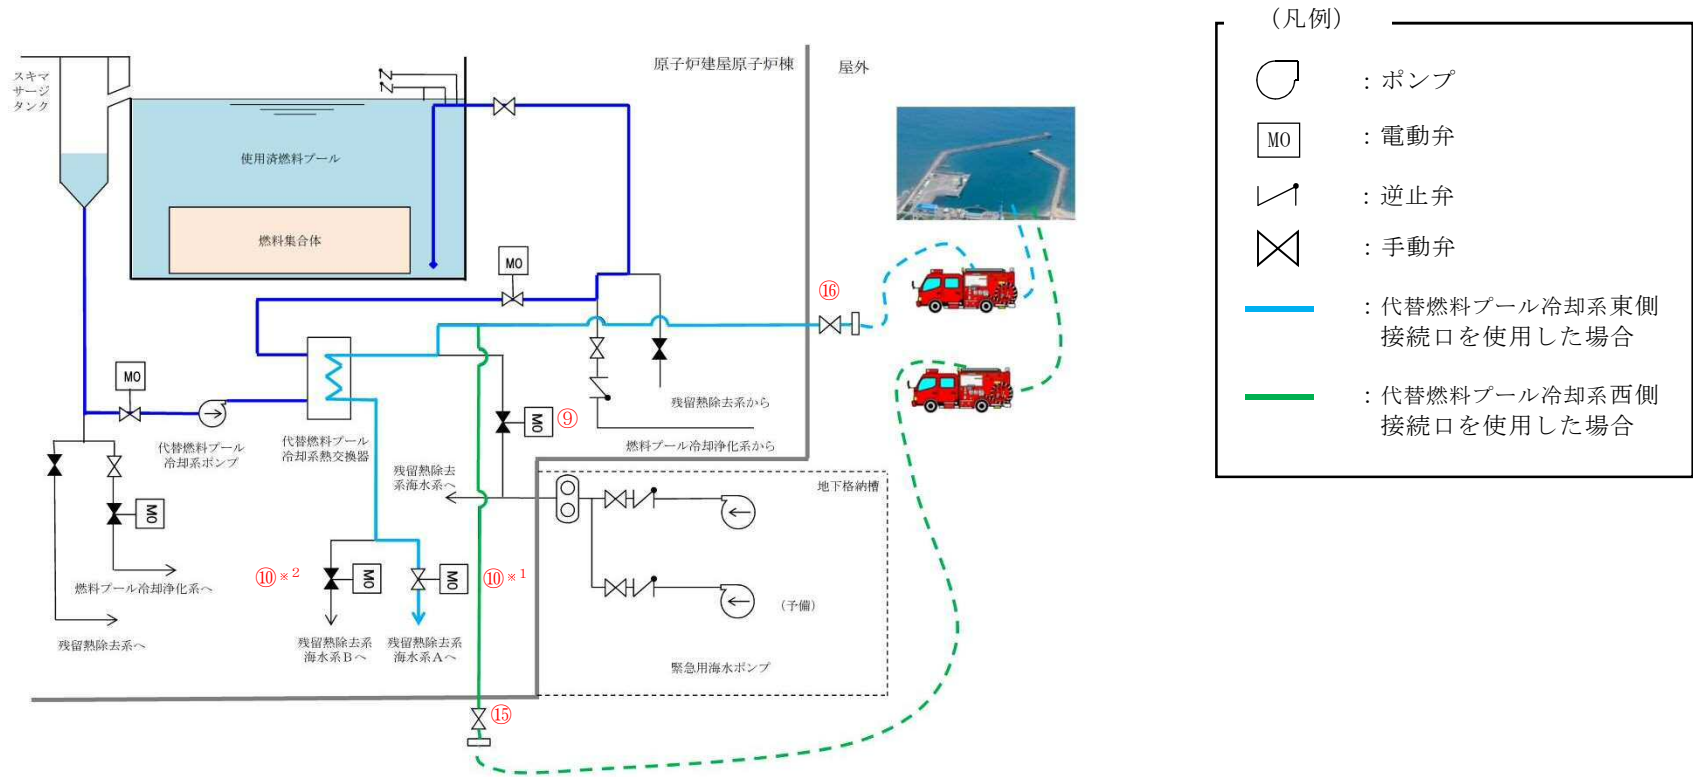 (凡例)
スキマ
サージ
タンク
原子炉建屋原子炉棟
屋外
：ポンプ
MO
：電動弁
：逆止弁
：手動弁
：代替燃料プール冷却系東側
接続口を使用した場合
：代替燃料プール冷却系西側
接続口を使用した場合
使用済燃料プール
燃料集合体
MO
⑯
MO
代替燃料プール
冷却系ポンプ
代替燃料プール
冷却系熱交換器
MO
⑨
残留熱除去系から
燃料プール冷却浄化系から
残留熱除去
系海水系へ
地下格納槽
MO
燃料プール冷却浄化系へ
残留熱除去系へ
⑩※2
MO
MO
⑩※1
残留熱除去系
海水系Bへ
残留熱除去系
海水系Aへ
(予備)
緊急用海水ポンプ
⑮